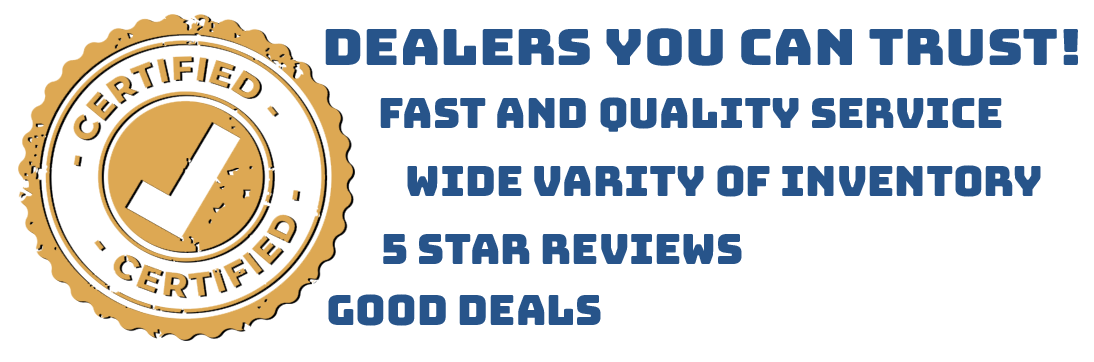 - CERTIFIED -
DEALERS YOU CAN TRUST!
FAST AND QUALITY SERVICE
WIDE VARITY OF INVENTORY
5 STAR REVIEWS
GOOD DEALS
- CERTIFIED -